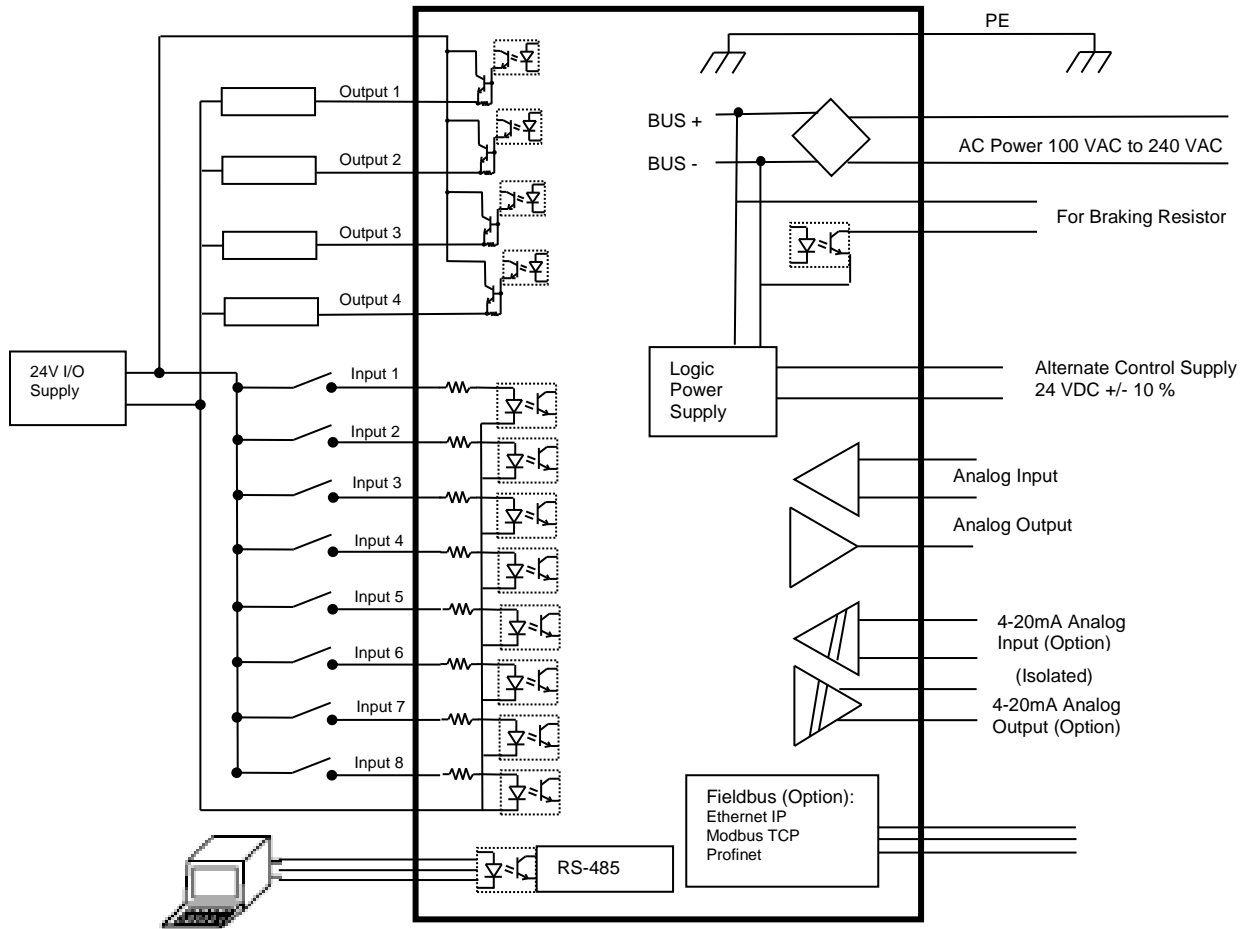 PE
Output 1
BUS +
AC Power 100 VAC to 240 VAC
Output 2
BUS -
For Braking Resistor
Output 3
Output 4
24V I/O
Supply
Input 1
Logic
Power
Supply
Alternate Control Supply
24 VDC +/- 10 %
Input 2
Input 3
Analog Input
Input 4
Analog Output
Input 5
4-20mA Analog
Input (Option)
Input 6
(Isolated)
Input 7
4-20mA Analog
Output (Option)
Input 8
Fieldbus (Option):
Ethernet IP
Modbus TCP
Profinet
RS-485